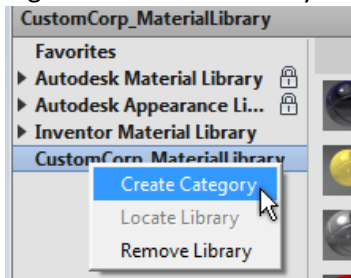 CustomCorp_MaterialLibrary
Favorites
Autodesk Material Library
Autodesk Appearance Li...
Inventor Material Library
CustomCorp_MaterialLibrary
Create Category
Locate Library
Remove Library